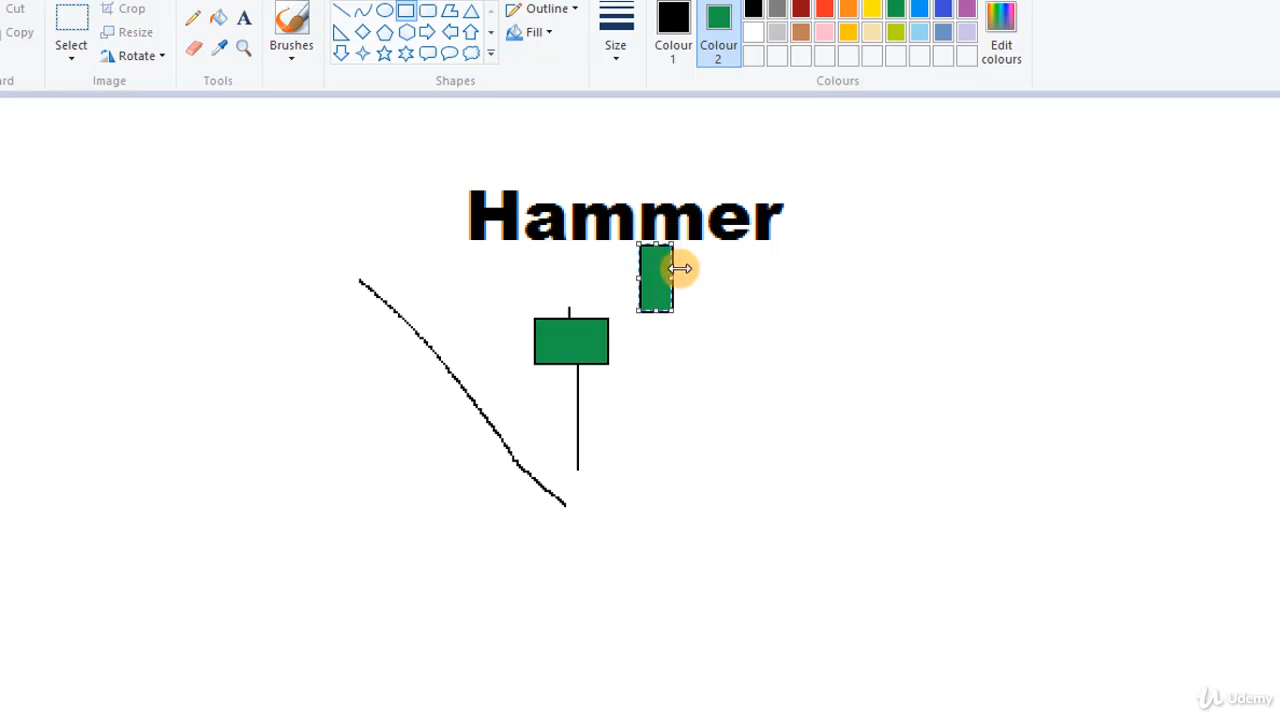 Cut
Copy
ard
Select
Crop
Resize
Rotate
Image
A
Tools
Brushes
Shapes
Outline
Fill
Size
Colour
1
Colour
2
Edit
colours
Colours
Hammer
Udemy